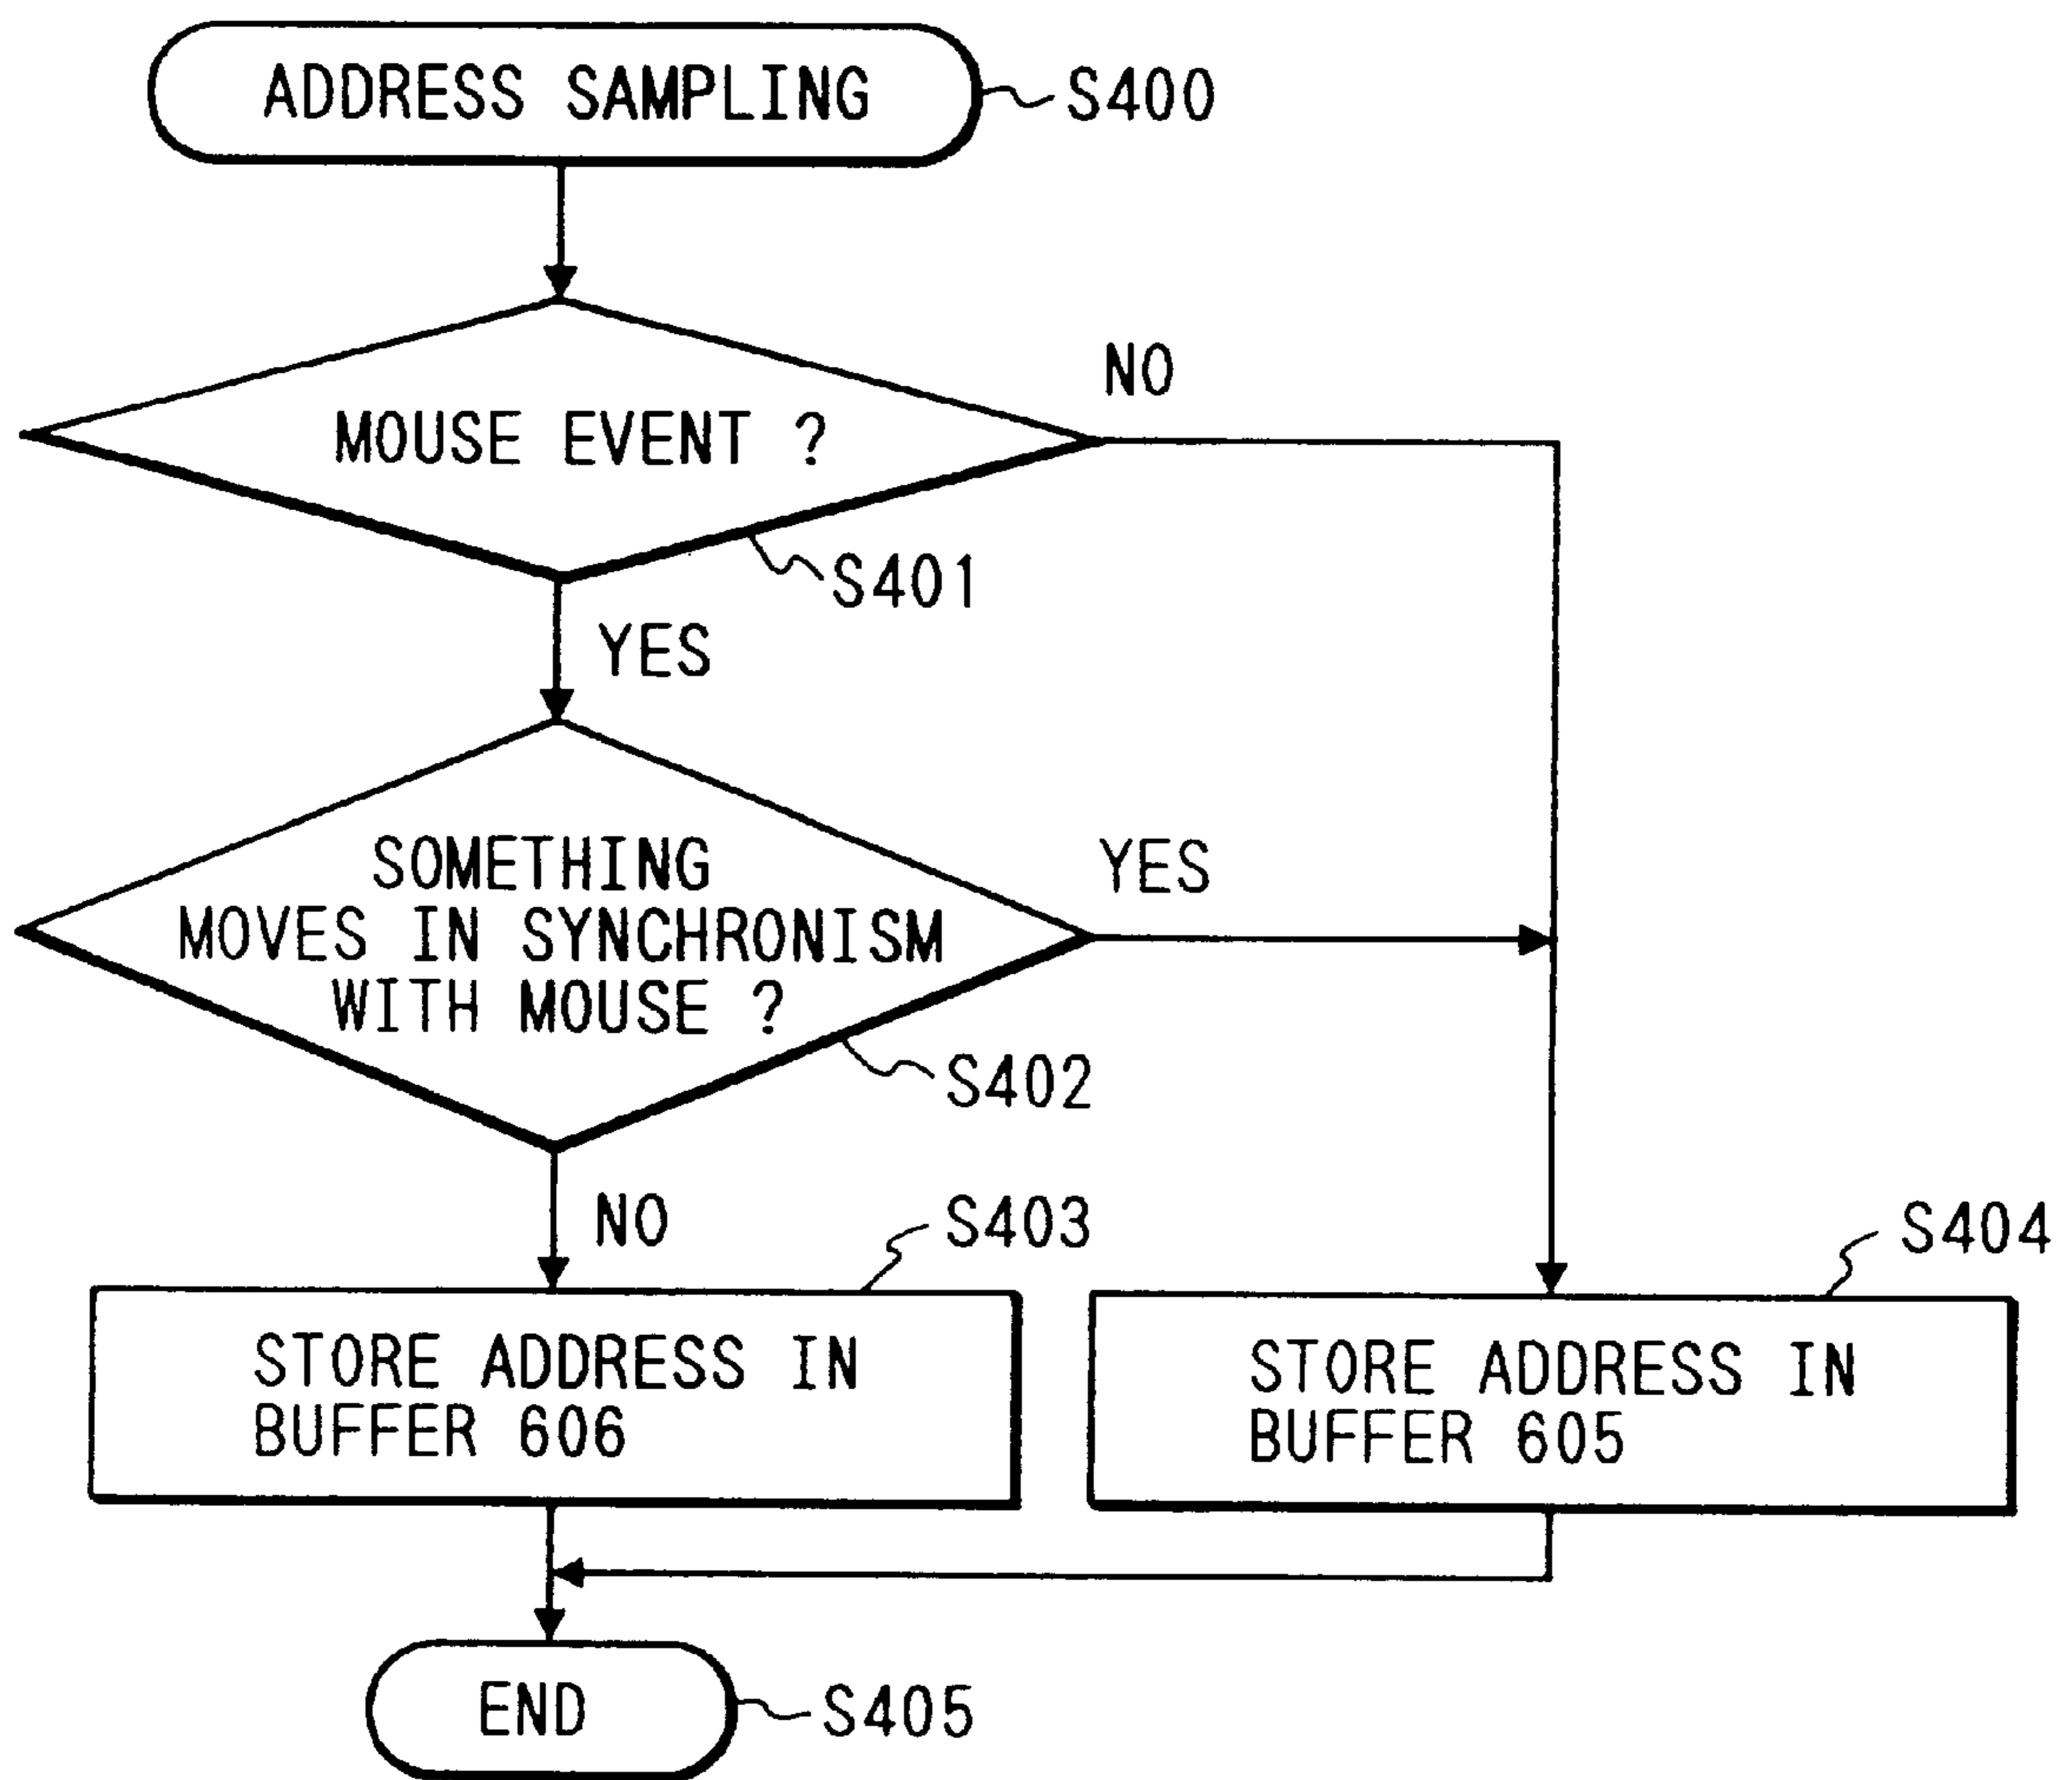 ADDRESS SAMPLING
S400
MOUSE EVENT ?
NO
S401
YES
SOMETHING
MOVES IN SYNCHRONISM
WITH MOUSE ?
YES
S402
NO
S403
STORE ADDRESS IN
BUFFER 606
S404
STORE ADDRESS IN
BUFFER 605
END
S405